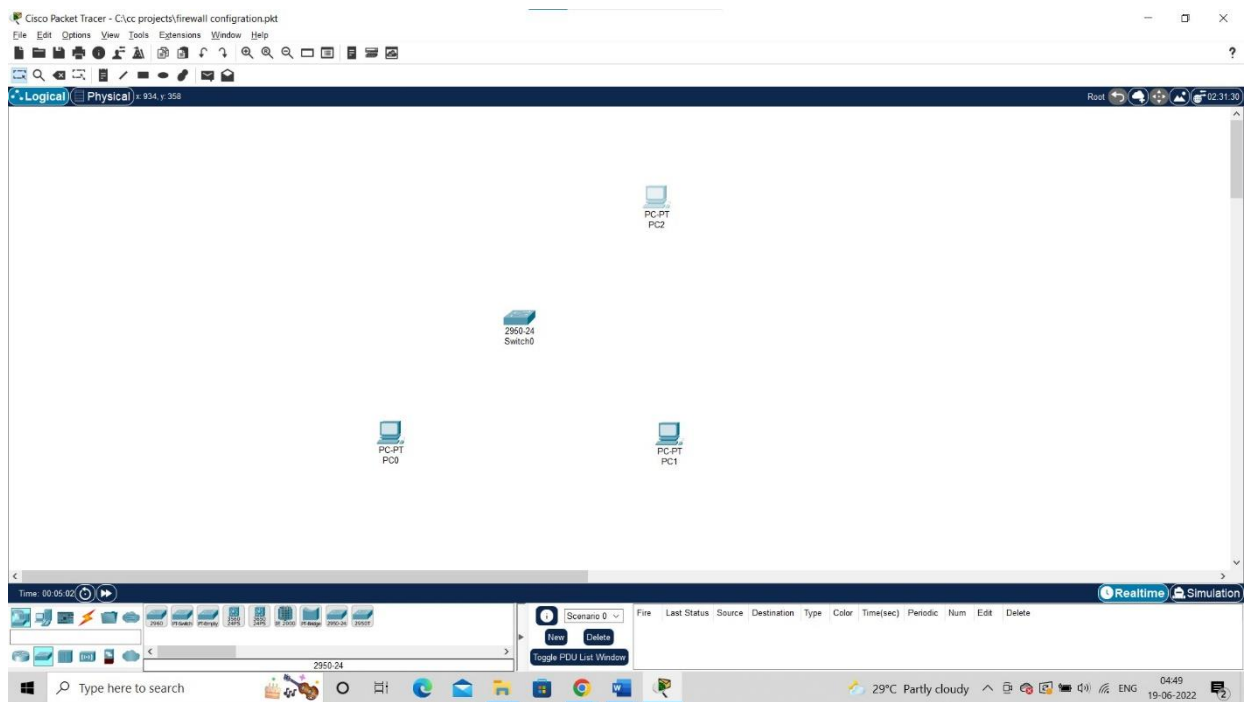 Cisco Packet Tracer - C:\cc projects\firewall configration.pkt
File Edit Options View Tools Extensions Window Help
?
Logical Physical x: 934, y: 358
Root 02:31:30
PC-PT
PC2
2950-24
Switch0
PC-PT
PC0
PC-PT
PC1
Time: 00:05:02
Realtime Simulation
Scenario 0
Fire Last Status Source Destination Type Color Time(sec) Periodic Num Edit Delete
New Delete
Toggle PDU List Window
2950-24
Type here to search
29°C Partly cloudy
ENG
04:49
19-06-2022